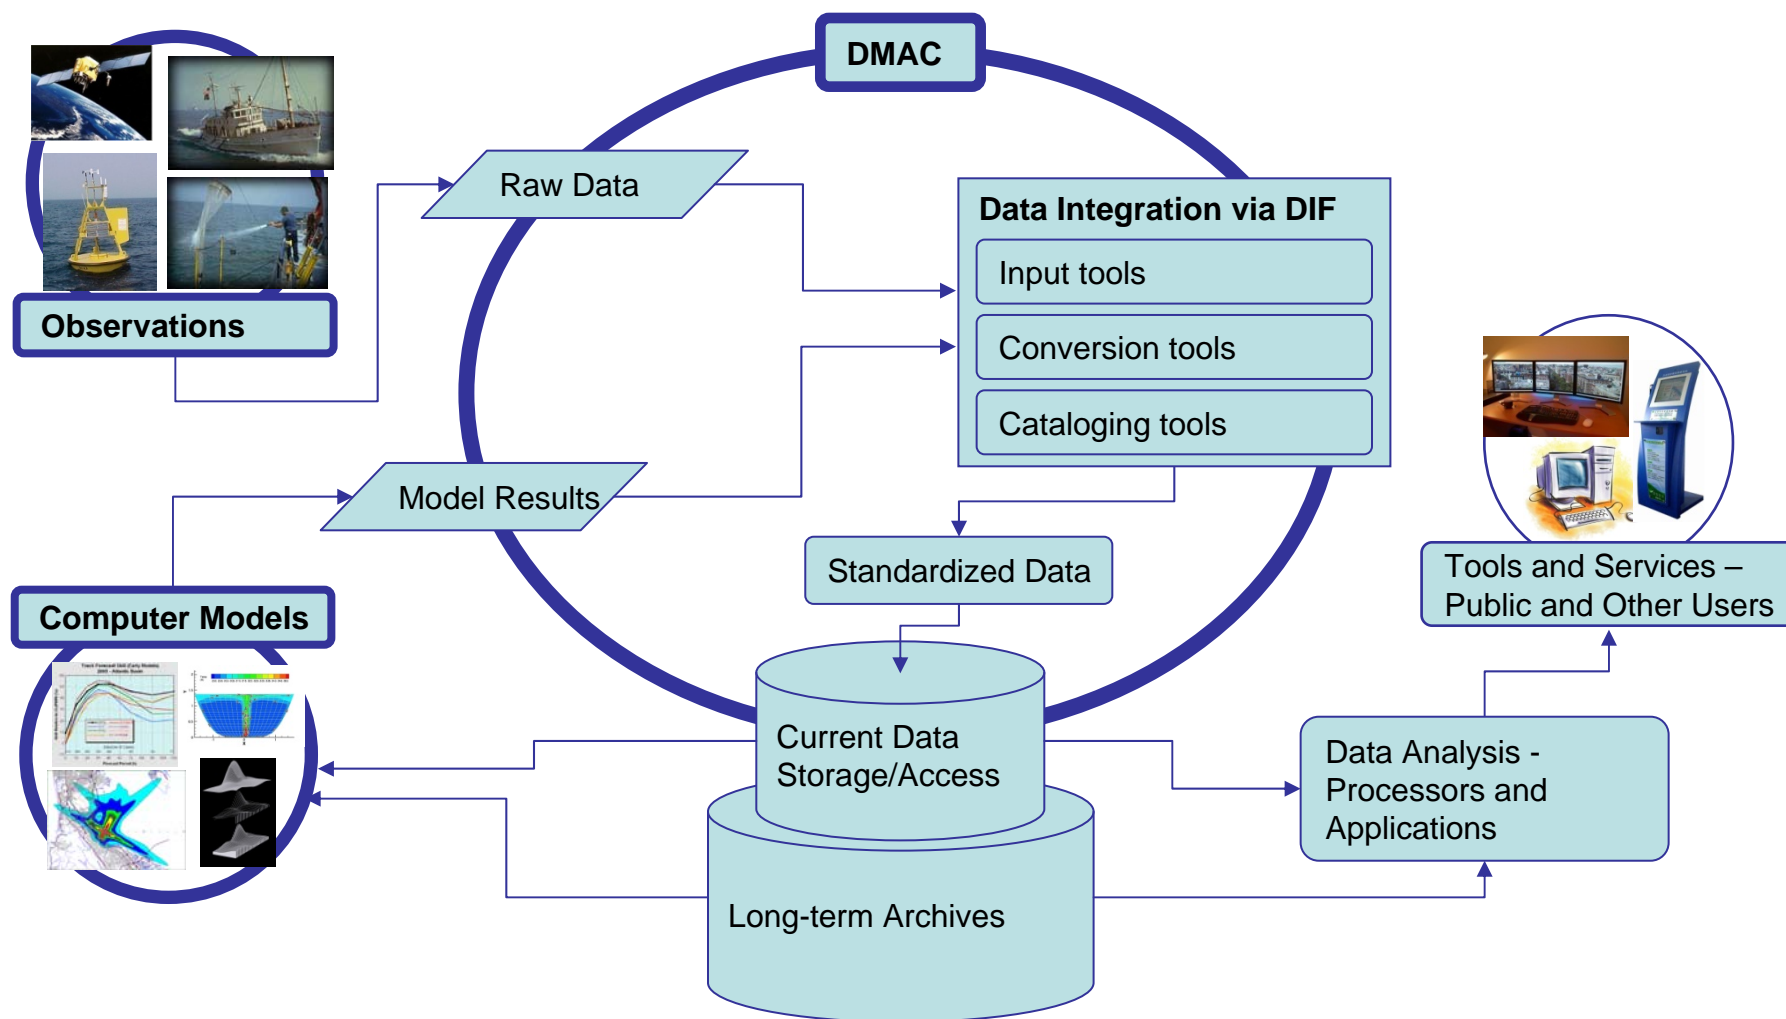 DMAC
Raw Data
Data Integration via DIF
Input tools
Conversion tools
Cataloging tools
Observations
Model Results
Standardized Data
Tools and Services –
Public and Other Users
Computer Models
Current Data
Storage/Access
Data Analysis -
Processors and
Applications
Long-term Archives